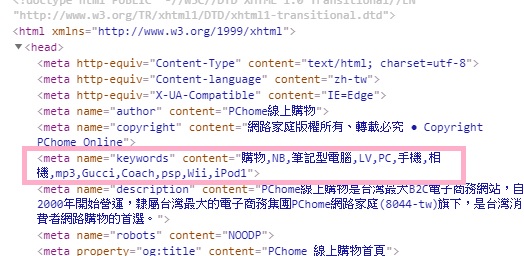 <!doctype html PUBLIC "-//W3C//DTD XHTML 1.0 Transitional//EN"
"http://www.w3.org/TR/xhtml1/DTD/xhtml1-transitional.dtd">
<html xmlns="http://www.w3.org/1999/xhtml">
<head>
<meta http-equiv="Content-Type" content="text/html; charset=utf-8">
<meta http-equiv="Content-language" content="zh-tw">
<meta http-equiv="X-UA-Compatible" content="IE=Edge">
<meta name="author" content="PChome線上購物">
<meta name="copyright" content="網路家庭版權所有、轉載必究 • Copyright
PChome Online">
<meta name="keywords" content="購物,NB,筆記型電腦,LV,PC,手機,相
機,mp3,Gucci,Coach,psp,Wii,iPod1">
<meta name="description" content="PChome線上購物是台灣最大B2C電子商務網站，自
2000年開始營運，隸屬台灣最大的電子商務集團PChome網路家庭(8044-tw)旗下，是台灣消
費者網路購物的首選。">
<meta name="robots" content="NOODP">
<meta property="og:title" content="PChome 線上購物首頁">